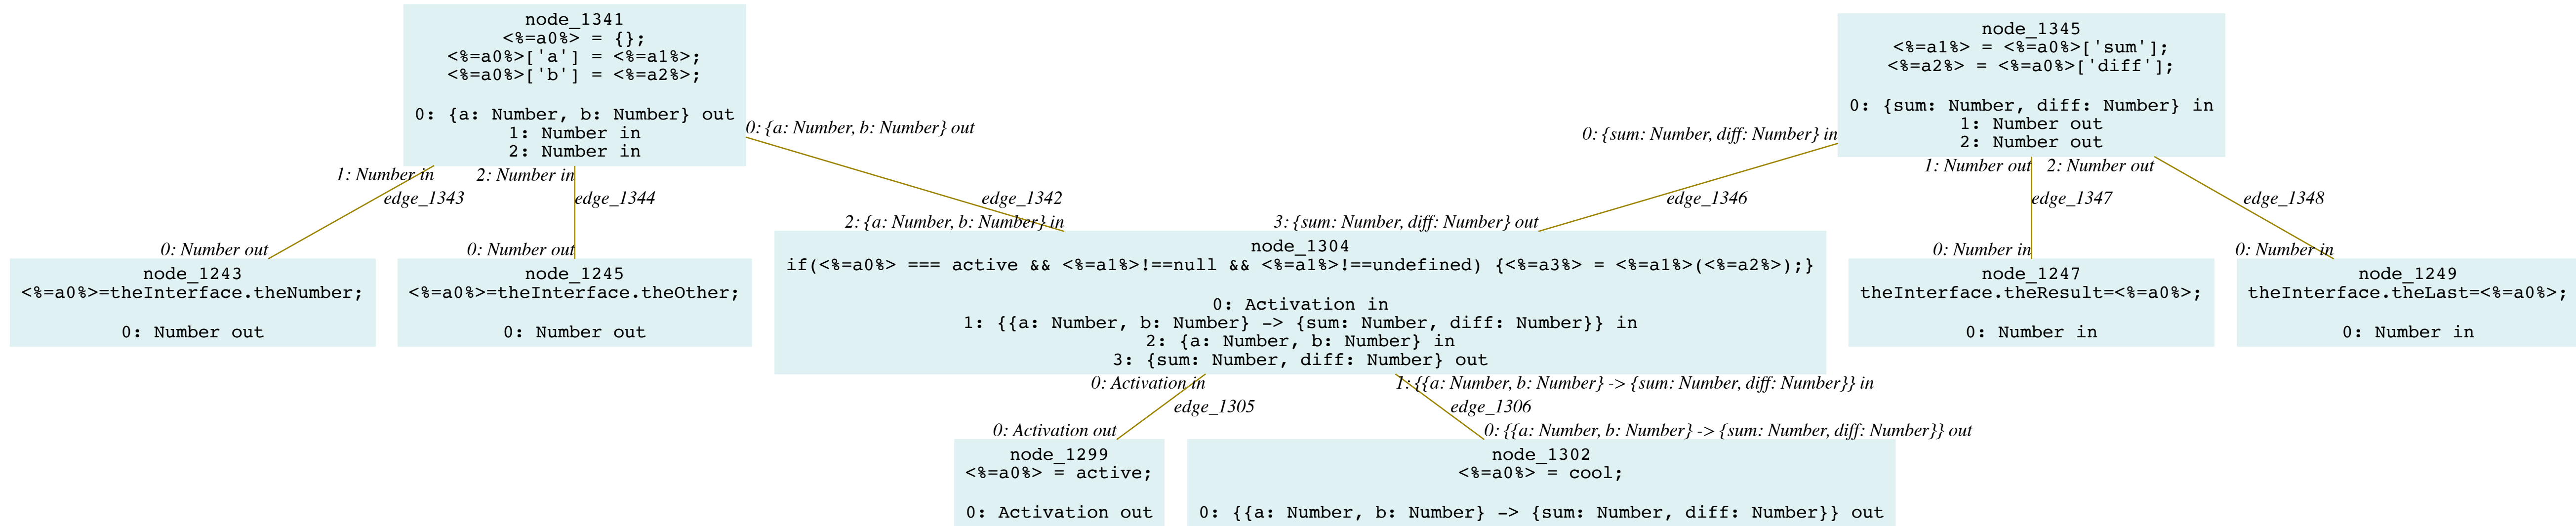 node_1341
<%=a0%> = {};
<%=a0%>['a'] = <%=a1%>;
<%=a0%>['b'] = <%=a2%>;
0: {a: Number, b: Number} out
1: Number in
2: Number in
node_1345
<%=a1%> = <%=a0%>['sum'];
<%=a2%> = <%=a0%>['diff'];
0: {sum: Number, diff: Number} in
1: Number out
2: Number out
0: {a: Number, b: Number} out
0: {sum: Number, diff: Number} in
1: Number in
2: Number in
1: Number out
2: Number out
edge_1343
edge_1344
edge_1342
edge_1346
edge_1347
edge_1348
2: {a: Number, b: Number} in
3: {sum: Number, diff: Number} out
0: Number out
0: Number out
0: Number in
0: Number in
node_1243
<%=a0%>=theInterface.theNumber;
0: Number out
node_1245
<%=a0%>=theInterface.theOther;
0: Number out
node_1304
if(<%=a0%> === active && <%=a1%>!==null && <%=a1%>!==undefined) {<%=a3%> = <%=a1%>(<%=a2%>);}
0: Activation in
1: {{a: Number, b: Number} -> {sum: Number, diff: Number}} in
2: {a: Number, b: Number} in
3: {sum: Number, diff: Number} out
node_1247
theInterface.theResult=<%=a0%>;
0: Number in
node_1249
theInterface.theLast=<%=a0%>;
0: Number in
0: Activation in
1: {{a: Number, b: Number} -> {sum: Number, diff: Number}} in
edge_1305
edge_1306
0: Activation out
0: {{a: Number, b: Number} -> {sum: Number, diff: Number}} out
node_1299
<%=a0%> = active;
0: Activation out
node_1302
<%=a0%> = cool;
0: {{a: Number, b: Number} -> {sum: Number, diff: Number}} out